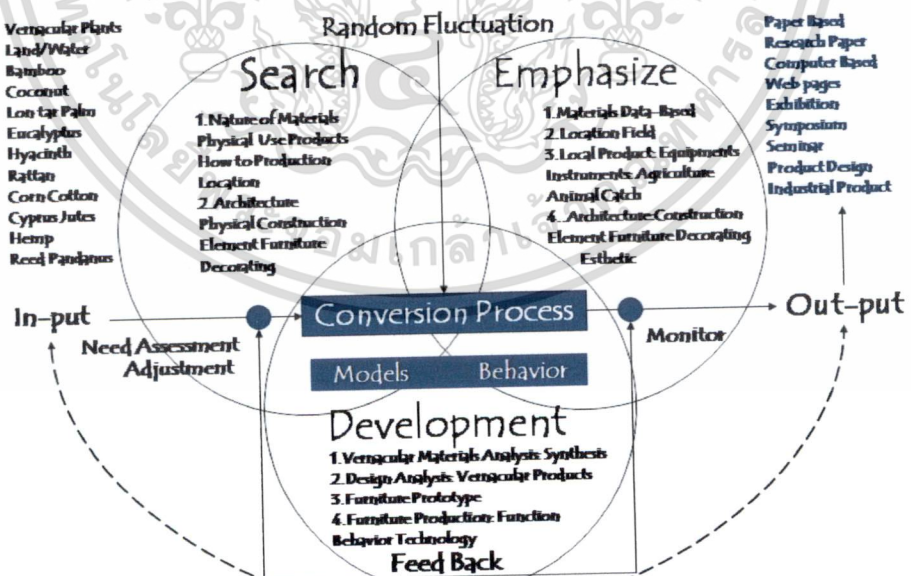 Vernacular Plants
Land/Water
Bamboo
Coconut
Lontar Palm
Eucalyptus
Hyacinth
Rattan
Corn Cotton
Cyprus Jutes
Hemp
Reed Pandanus
Random Fluctuation
Search
1.Nature of Materials
Physical Use Products
How to Production
Location
2.Architecture
Physical Construction
Element Furniture
Decorating
Emphasize
1.Materials Data-Based
2.Location Field
3.Local Product: Equipments
Instruments: Agriculture
Animal Catch
4. Architecture:Construction
Element Furniture Decorating
Esthetic
Paper Based
Research Paper
Computer Based
Web pages
Exhibition
Symposium
Seminar
Product Design
Industrial Product
In-put
Need Assessment
Adjustment
Conversion Process
Monitor
Out-put
Models Behavior
Development
1.Vernacular Materials Analysis: Synthesis
2.Design Analysis: Vernacular Products
3.Furniture Prototype
4.Furniture Production: Function
Behavior Technology
Feed Back